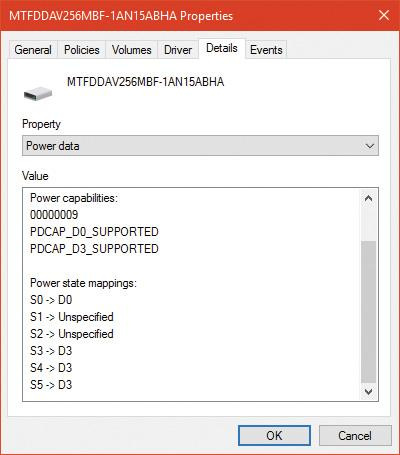 MTFDDAV256MBF-1AN15ABHA Properties
General Policies Volumes Driver Details Events
MTFDDAV256MBF-1AN15ABHA
Property
Power data
Value
Power capabilities:
00000009
PDCAP_D0_SUPPORTED
PDCAP_D3_SUPPORTED
Power state mappings:
S0 -> D0
S1 -> Unspecified
S2 -> Unspecified
S3 -> D3
S4 -> D3
S5 -> D3
OK Cancel